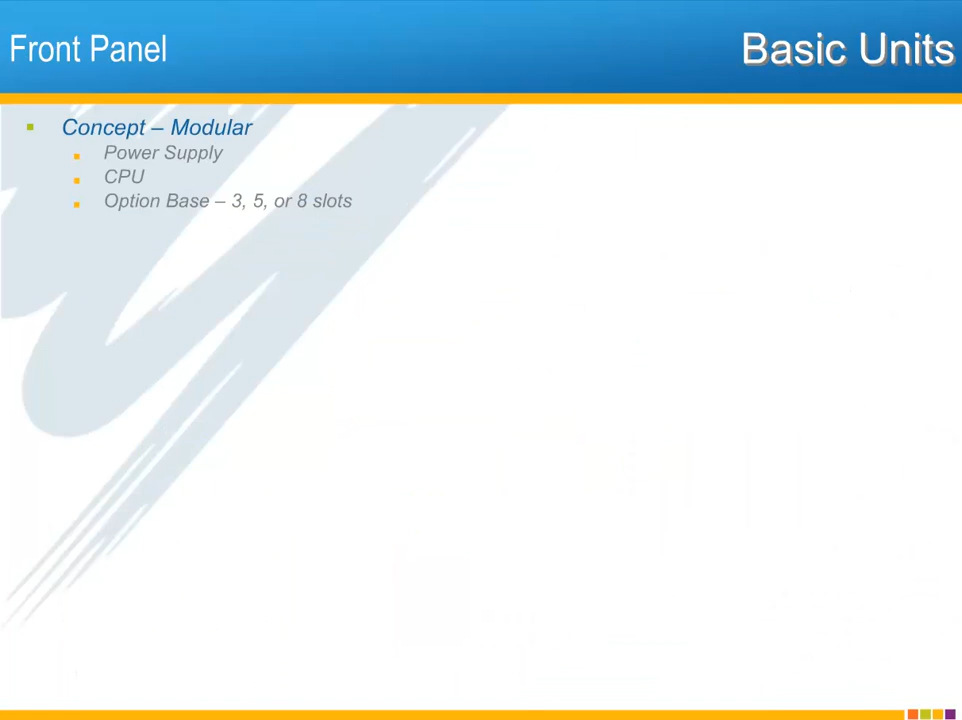 Front Panel
Basic Units
Concept – Modular
Power Supply
CPU
Option Base – 3, 5, or 8 slots